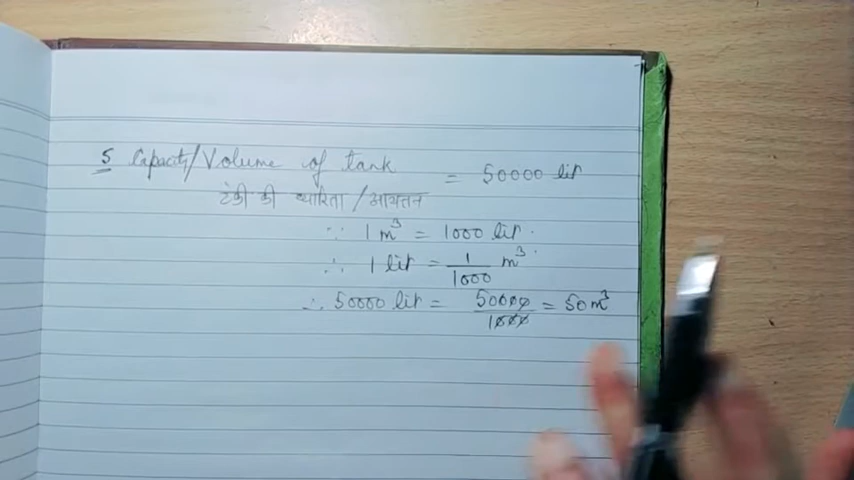 5 Capacity/Volume of tank = 50000 lit
टंकी की धारिता / आयतन
∵ 1 m³ = 1000 lit.
∴ 1 lit = 1/1000 m³.
∴ 50000 lit = 50000/1000 = 50 m³